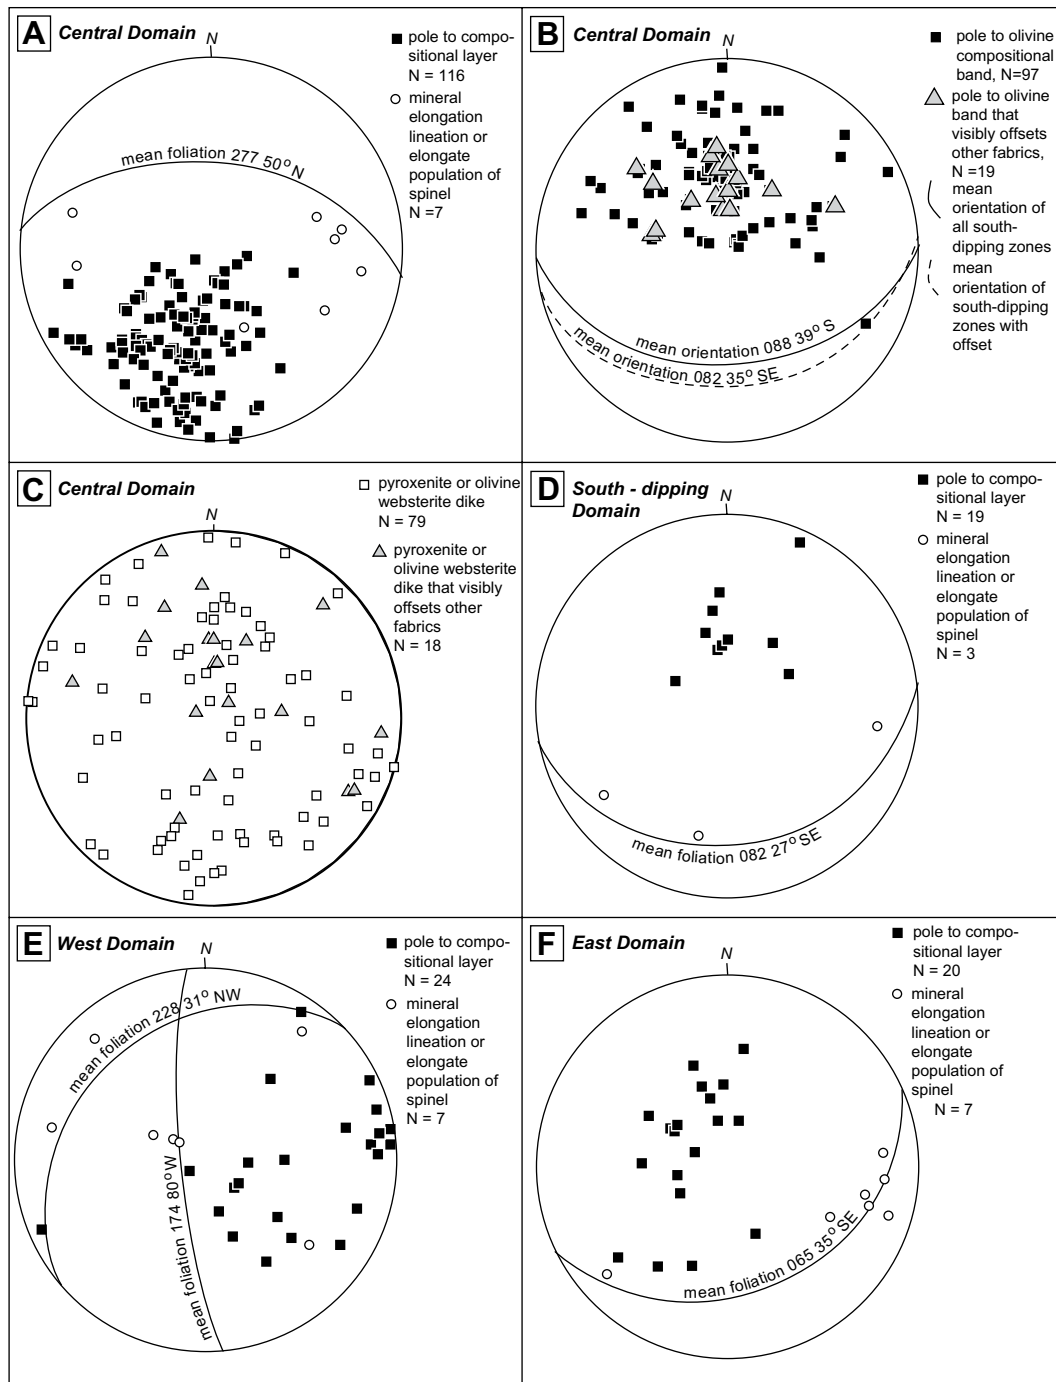 A
Central Domain
N
pole to compo-
sitional layer
N = 116
mineral
elongation
lineation or
elongate
population of
spinel
N =7
mean foliation 277 50° N
B
Central Domain
N
pole to olivine
compositional
band, N=97
pole to olivine
band that
visibly offsets
other fabrics,
N =19
mean
orientation of
all south-
dipping zones
mean
orientation of
south-dipping
zones with
offset
mean orientation 088 39° S
mean orientation 082 35° SE
C
Central Domain
N
pyroxenite or olivine
websterite dike
N = 79
pyroxenite or
olivine websterite
dike that visibly
offsets other
fabrics
N = 18
D
South - dipping
Domain
N
pole to compo-
sitional layer
N = 19
mineral
elongation
lineation or
elongate
population of
spinel
N = 3
mean foliation 082 27° SE
E
West Domain
N
pole to compo-
sitional layer
N = 24
mineral
elongation
lineation or
elongate
population of
spinel
N = 7
mean foliation 228 31° NW
mean foliation 174 80° W
F
East Domain
N
pole to compo-
sitional layer
N = 20
mineral
elongation
lineation or
elongate
population of
spinel
N = 7
mean foliation 065 35° SE